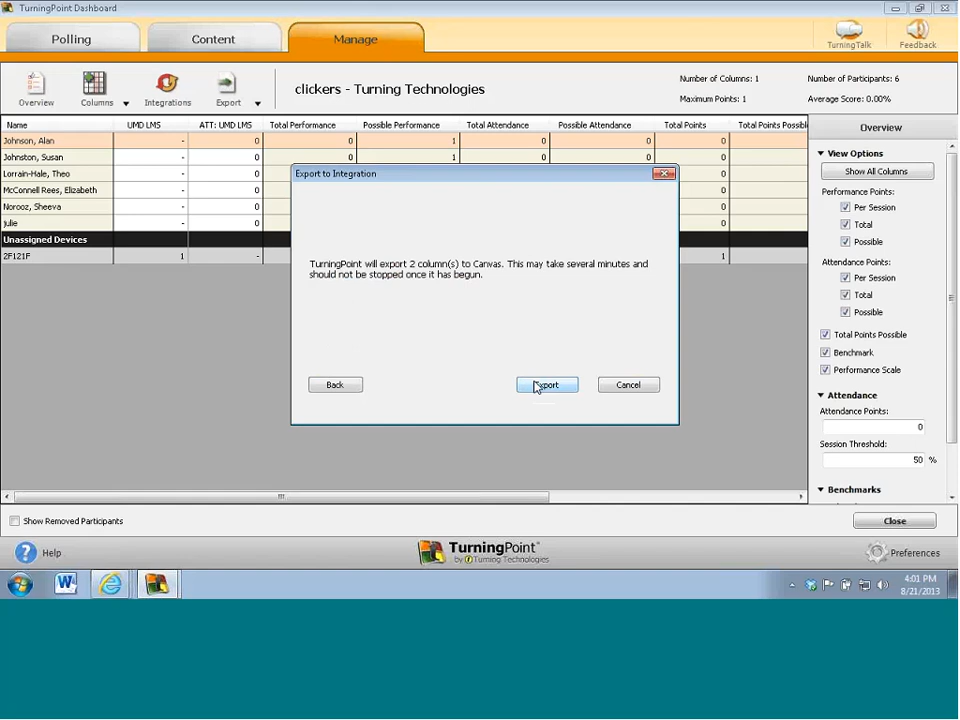 TurningPoint Dashboard
Polling
Content
Manage
TurningTalk
Feedback
Overview
Columns
Integrations
Export
clickers - Turning Technologies
Number of Columns: 1
Number of Participants: 6
Maximum Points: 1
Average Score: 0.00%
Name UMD LMS ATT: UMD LMS Total Performance Possible Performance Total Attendance Possible Attendance Total Points Total Points Possibl
Johnson, Alan - 0 0 1 0 0 0
Johnston, Susan - 0 0 1 0 0 0
Lorrain-Hale, Theo - 0 0
McConnell Rees, Elizabeth - 0 0
Norooz, Sheeva - 0 0
julie - 0 0
Unassigned Devices
2F121F 1 - 1
Export to Integration
TurningPoint will export 2 column(s) to Canvas. This may take several minutes and
should not be stopped once it has begun.
Back
Cancel
Overview
View Options
Show All Columns
Performance Points:
Per Session
Total
Possible
Attendance Points:
Per Session
Total
Possible
Total Points Possible
Benchmark
Performance Scale
Attendance
Attendance Points:
0
Session Threshold:
50 %
Benchmarks
Show Removed Participants
Close
Help
TurningPoint
by Turning Technologies
Preferences
4:01 PM
8/21/2013